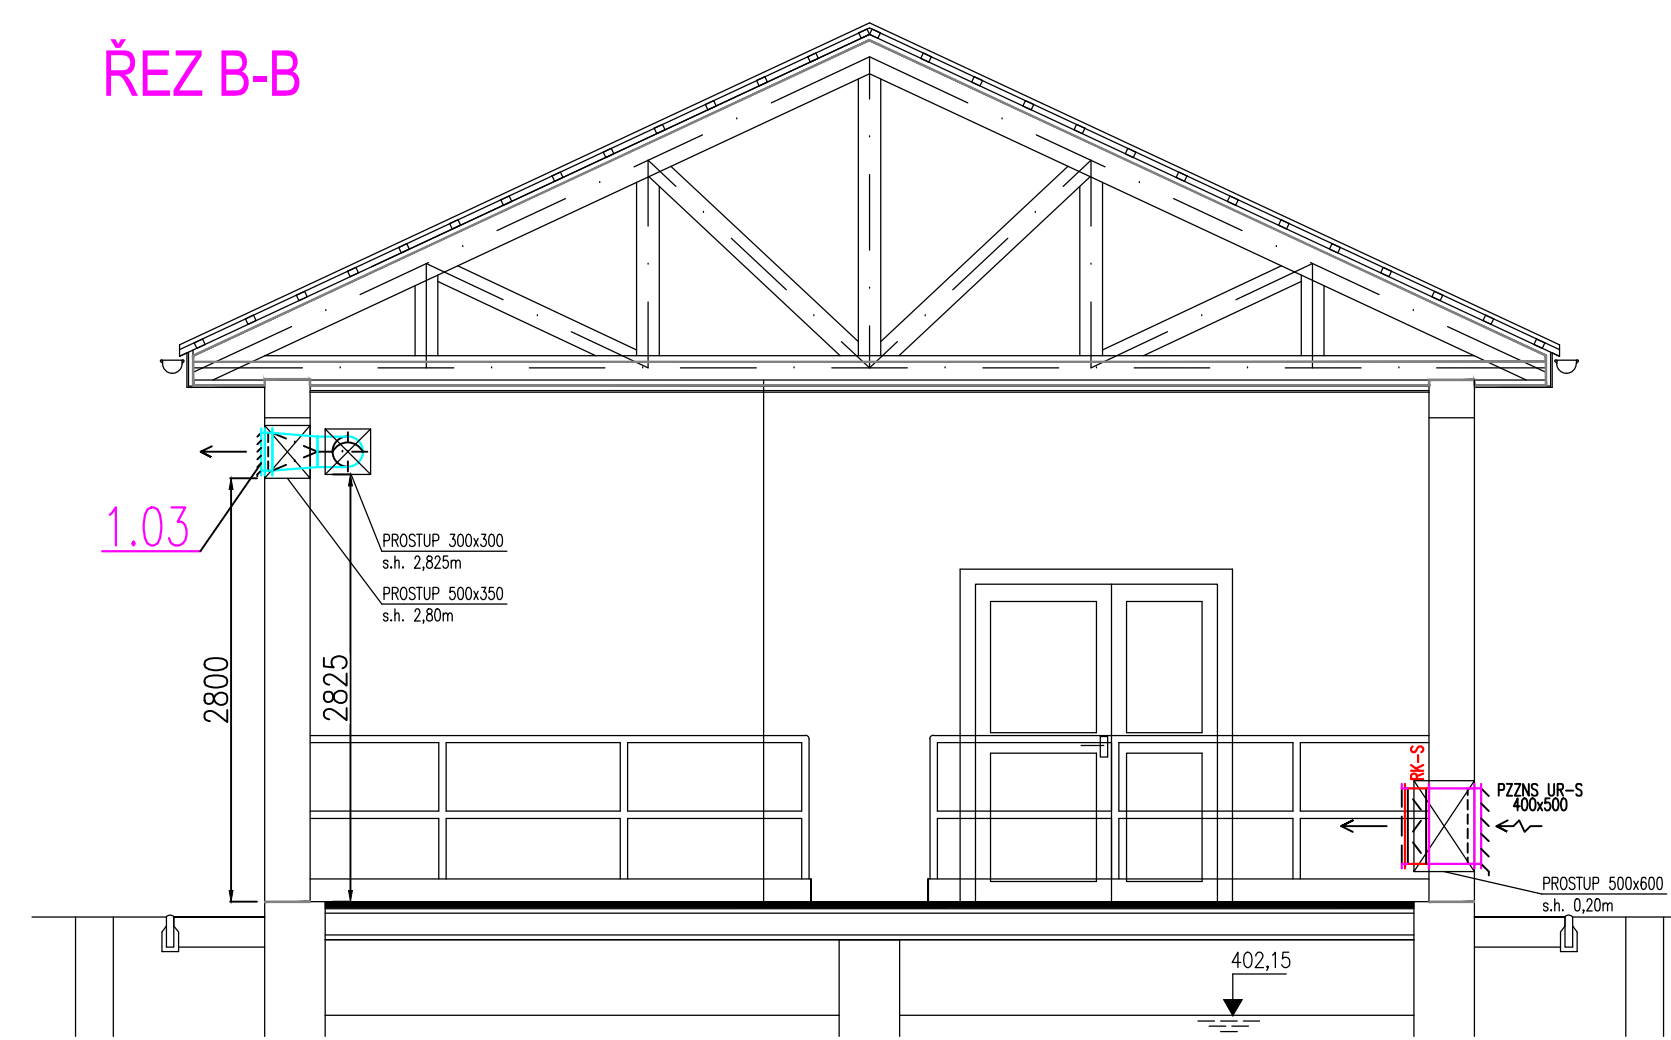 ŘEZ B-B
1.03
PROSTUP 300x300
s.h. 2,825m
PROSTUP 500x350
s.h. 2,80m
2800
2825
RK-S
PZZNS UR-S
400x500
PROSTUP 500x600
s.h. 0,20m
402,15